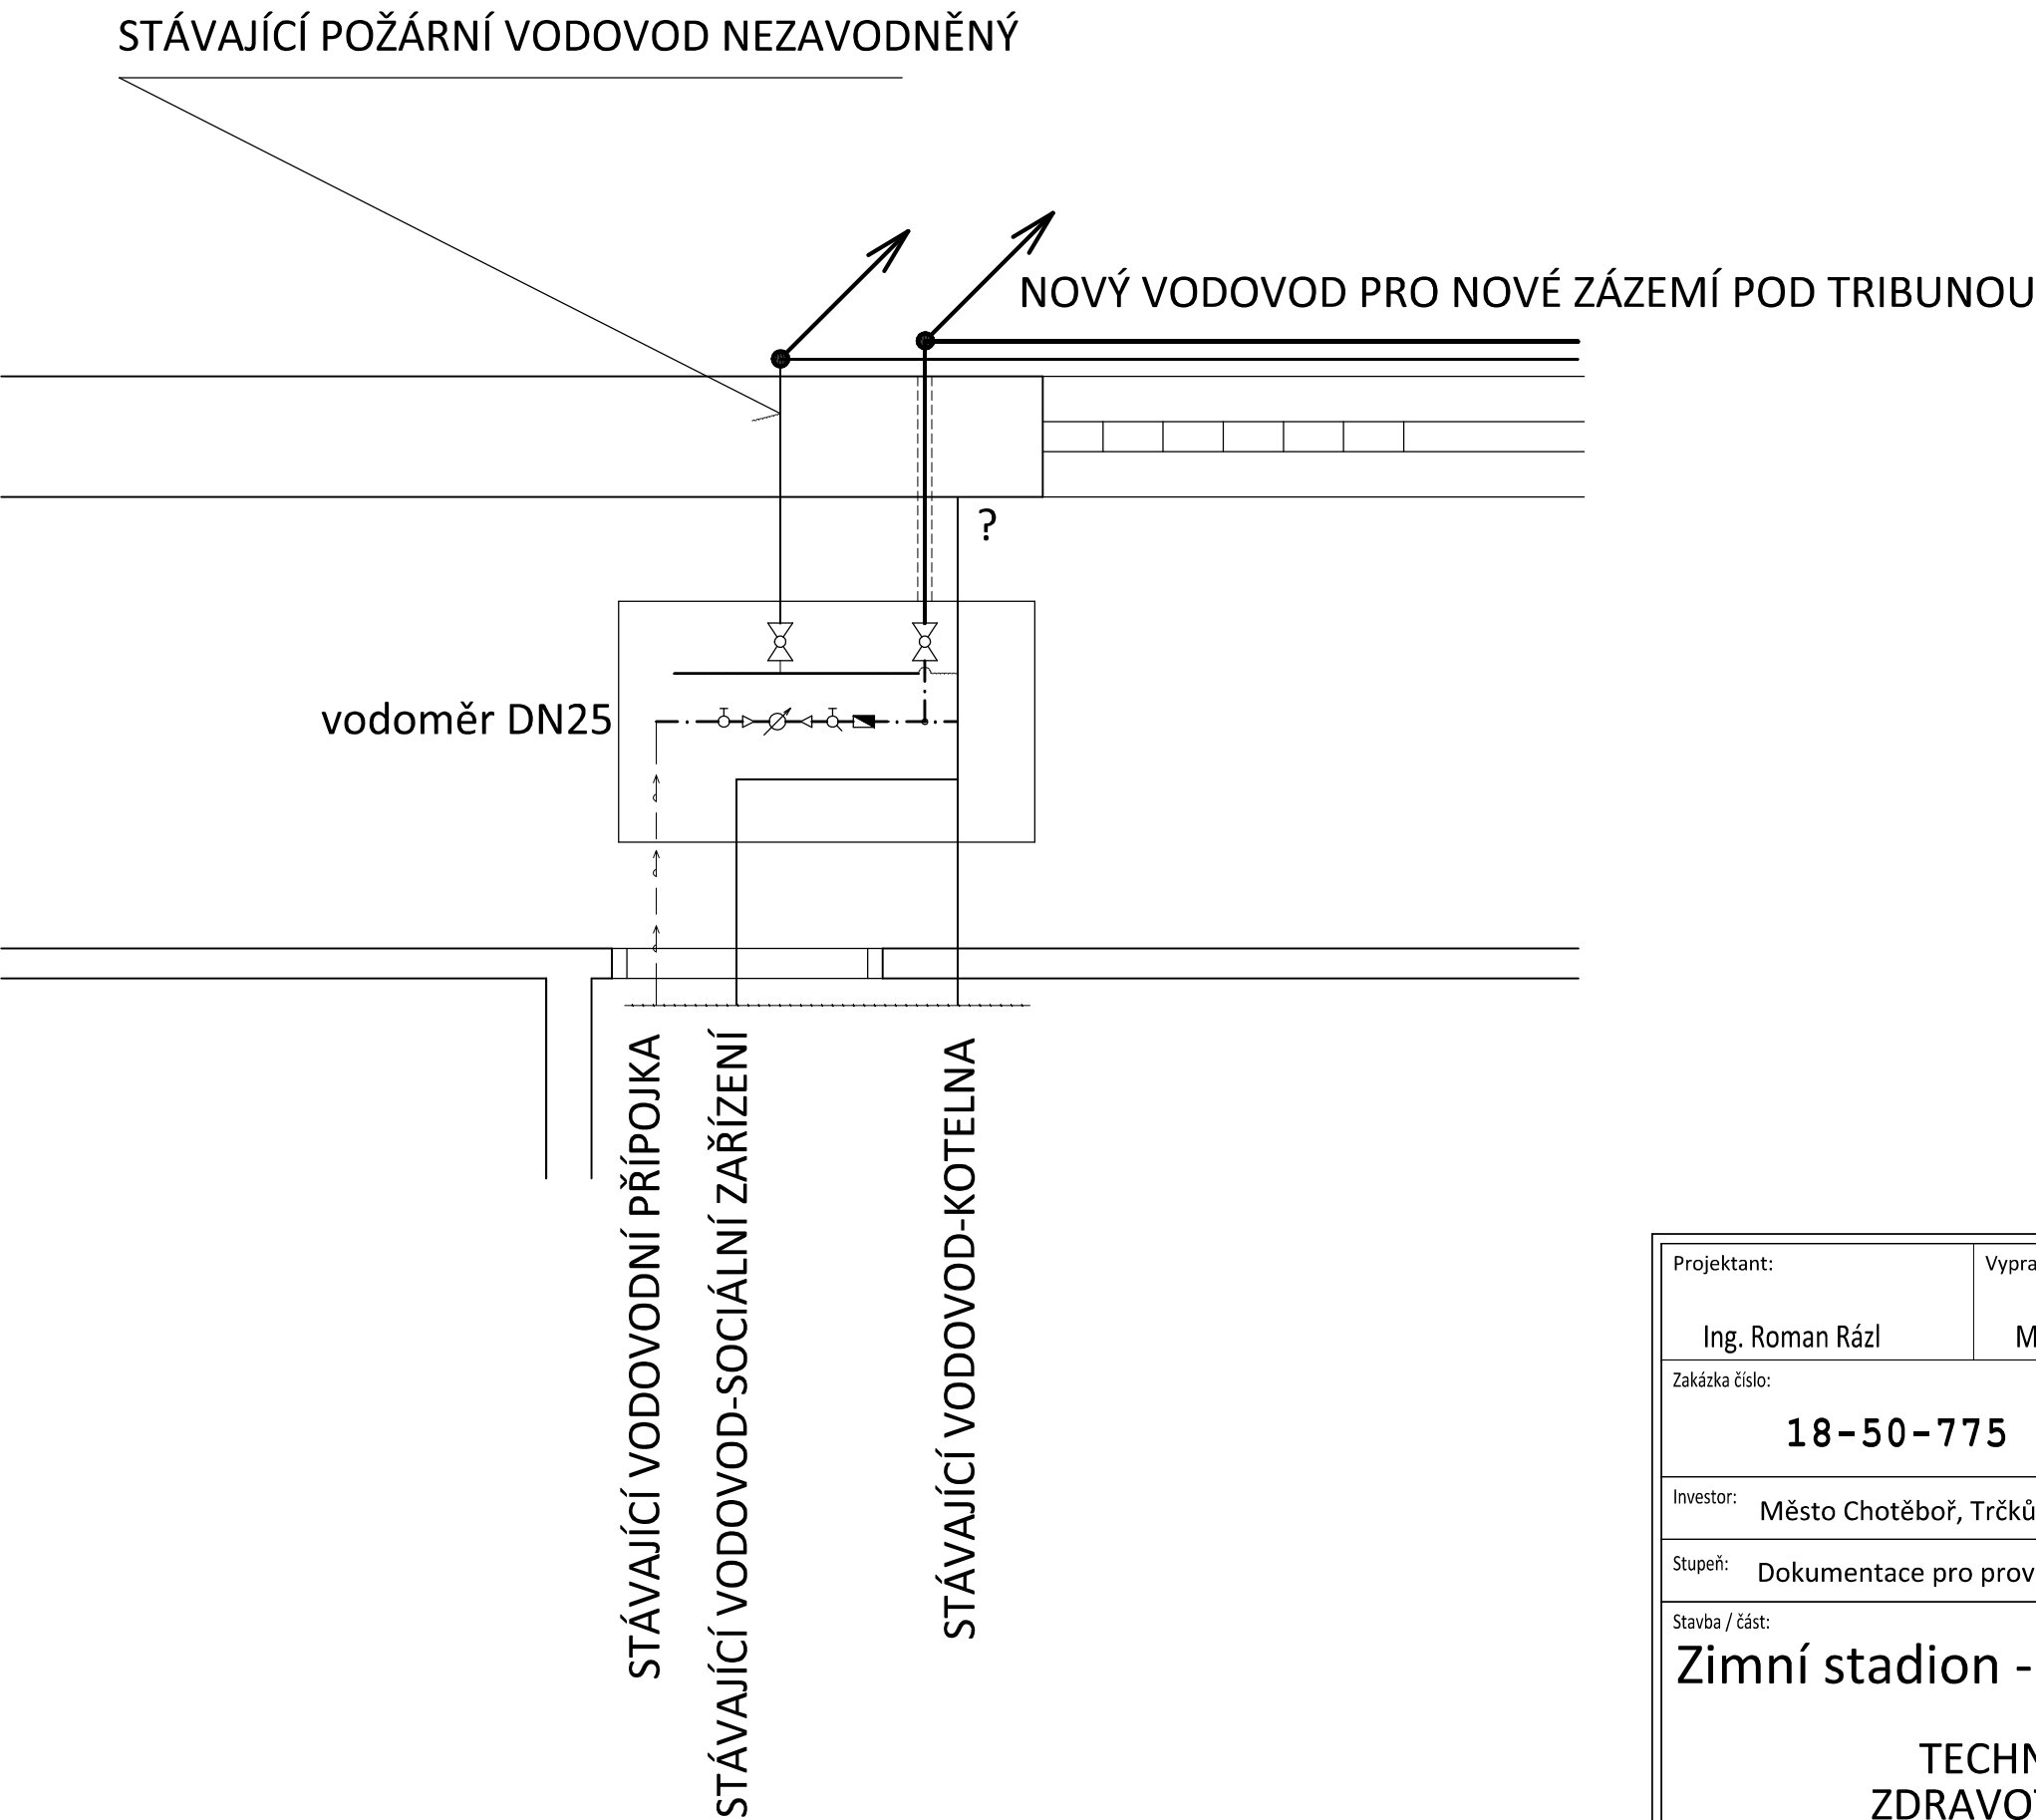 STÁVAJÍCÍ POŽÁRNÍ VODOVOD NEZAVODNĚNÝ
NOVÝ VODOVOD PRO NOVÉ ZÁZEMÍ POD TRIBUNOU
?
vodoměr DN25
STÁVAJÍCÍ VODOVODNÍ PŘÍPOJKA
STÁVAJÍCÍ VODOVOD-SOCIÁLNÍ ZAŘÍZENÍ
STÁVAJÍCÍ VODOVOD-KOTELNA
Projektant:
Ing. Roman Rázl
Zakázka číslo:
18-50-775
Investor: Město Chotěboř, Trčků
Stupeň: Dokumentace pro prov
Stavba / část:
Zimní stadion -
TECHN
ZDRAVOT